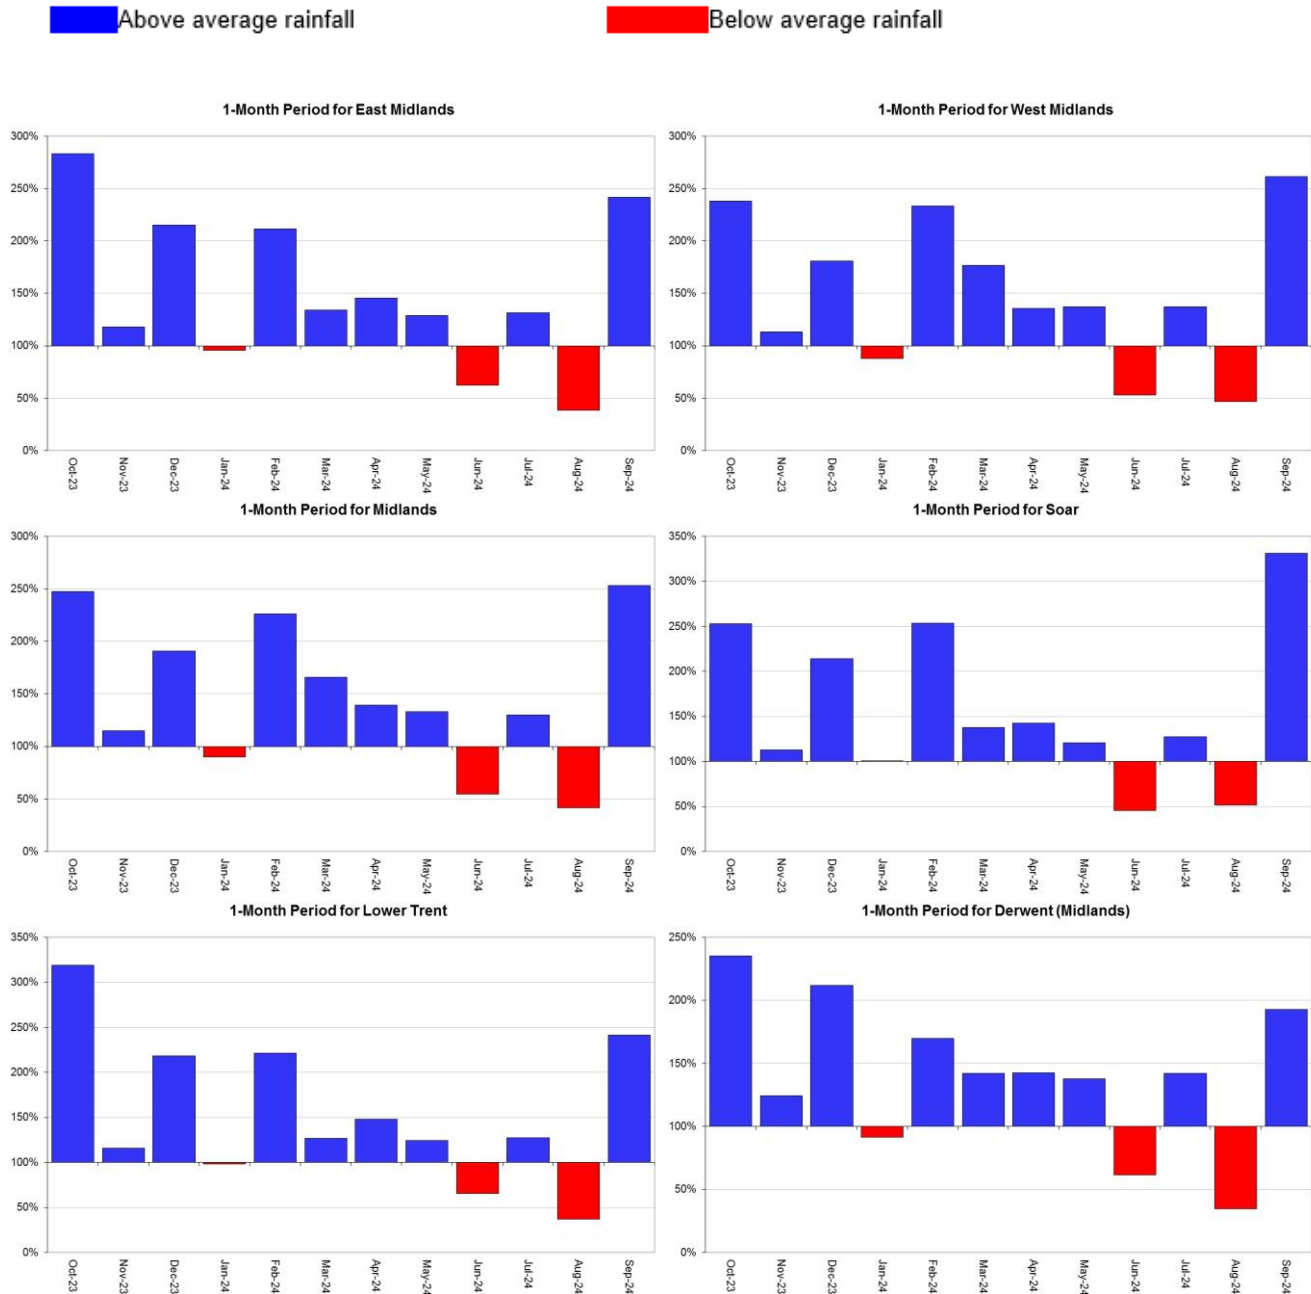 Above average rainfall
Below average rainfall
1-Month Period for East Midlands
300%
250%
200%
150%
100%
50%
0%
Oct-23
Nov-23
Dec-23
Jan-24
Feb-24
Mar-24
Apr-24
May-24
Jun-24
Jul-24
Aug-24
Sep-24
1-Month Period for West Midlands
300%
250%
200%
150%
100%
50%
0%
Oct-23
Nov-23
Dec-23
Jan-24
Feb-24
Mar-24
Apr-24
May-24
Jun-24
Jul-24
Aug-24
Sep-24
1-Month Period for Midlands
300%
250%
200%
150%
100%
50%
0%
Oct-23
Nov-23
Dec-23
Jan-24
Feb-24
Mar-24
Apr-24
May-24
Jun-24
Jul-24
Aug-24
Sep-24
1-Month Period for Soar
350%
300%
250%
200%
150%
100%
50%
0%
Oct-23
Nov-23
Dec-23
Jan-24
Feb-24
Mar-24
Apr-24
May-24
Jun-24
Jul-24
Aug-24
Sep-24
1-Month Period for Lower Trent
350%
300%
250%
200%
150%
100%
50%
0%
Oct-23
Nov-23
Dec-23
Jan-24
Feb-24
Mar-24
Apr-24
May-24
Jun-24
Jul-24
Aug-24
Sep-24
1-Month Period for Derwent (Midlands)
250%
200%
150%
100%
50%
0%
Oct-23
Nov-23
Dec-23
Jan-24
Feb-24
Mar-24
Apr-24
May-24
Jun-24
Jul-24
Aug-24
Sep-24